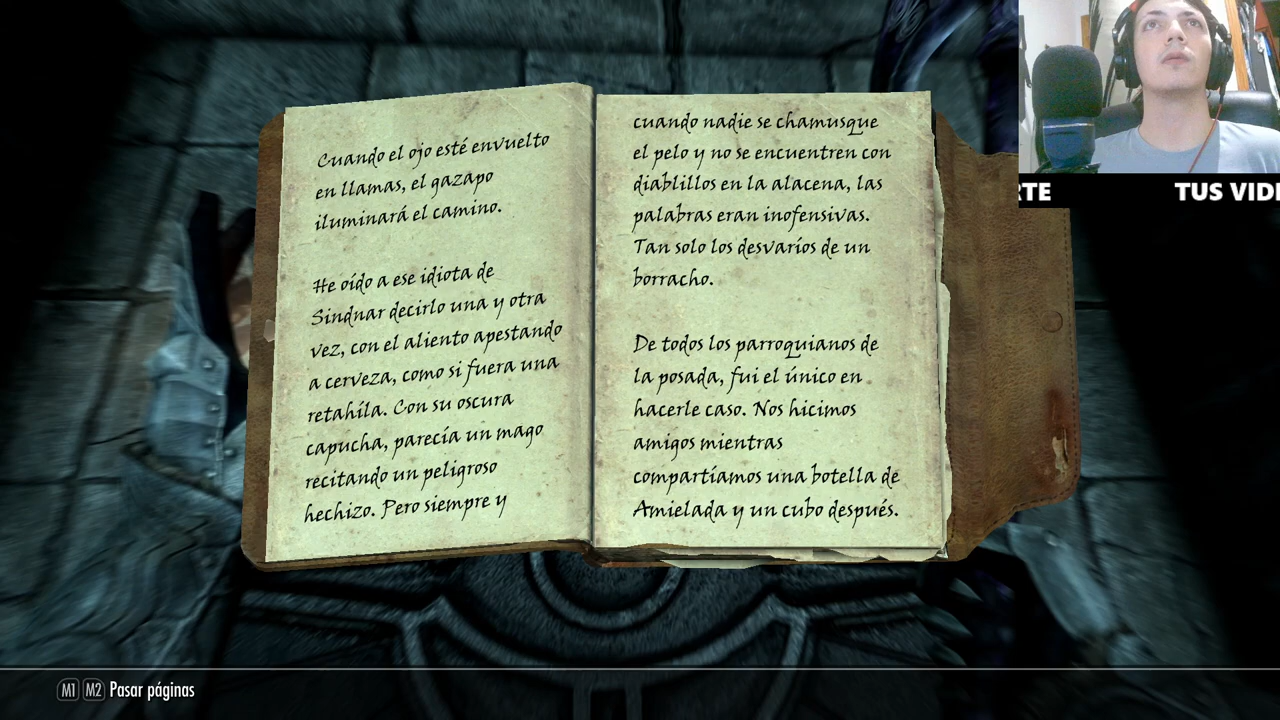 Cuando el ojo esté envuelto
en llamas, el gazapo
iluminará el camino.
He oído a ese idiota de
Sindnar decirlo una y otra
vez, con el aliento apestando
a cerveza, como si fuera una
retahíla. Con su oscura
capucha, parecía un mago
recitando un peligroso
hechizo. Pero siempre y
cuando nadie se chamusque
el pelo y no se encuentren con
diablillos en la alacena, las
palabras eran inofensivas.
Tan solo los desvaríos de un
borracho.
De todos los parroquianos de
la posada, fui el único en
hacerle caso. Nos hicimos
amigos mientras
compartíamos una botella de
Amielada y un cubo después.
RTE TUS VIDE
M1 M2 Pasar páginas